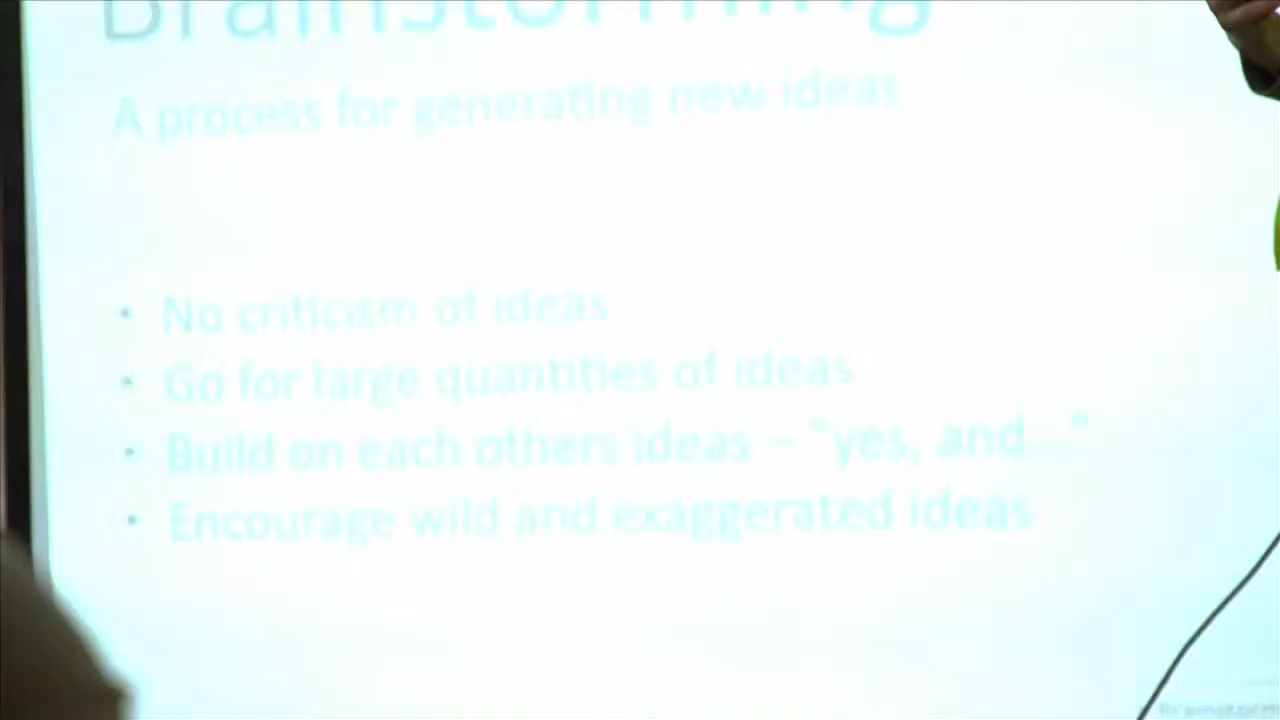 Brainstorming
A process for generating new ideas
• No criticism of ideas
• Go for large quantities of ideas
• Build on each others ideas – "yes, and..."
• Encourage wild and exaggerated ideas